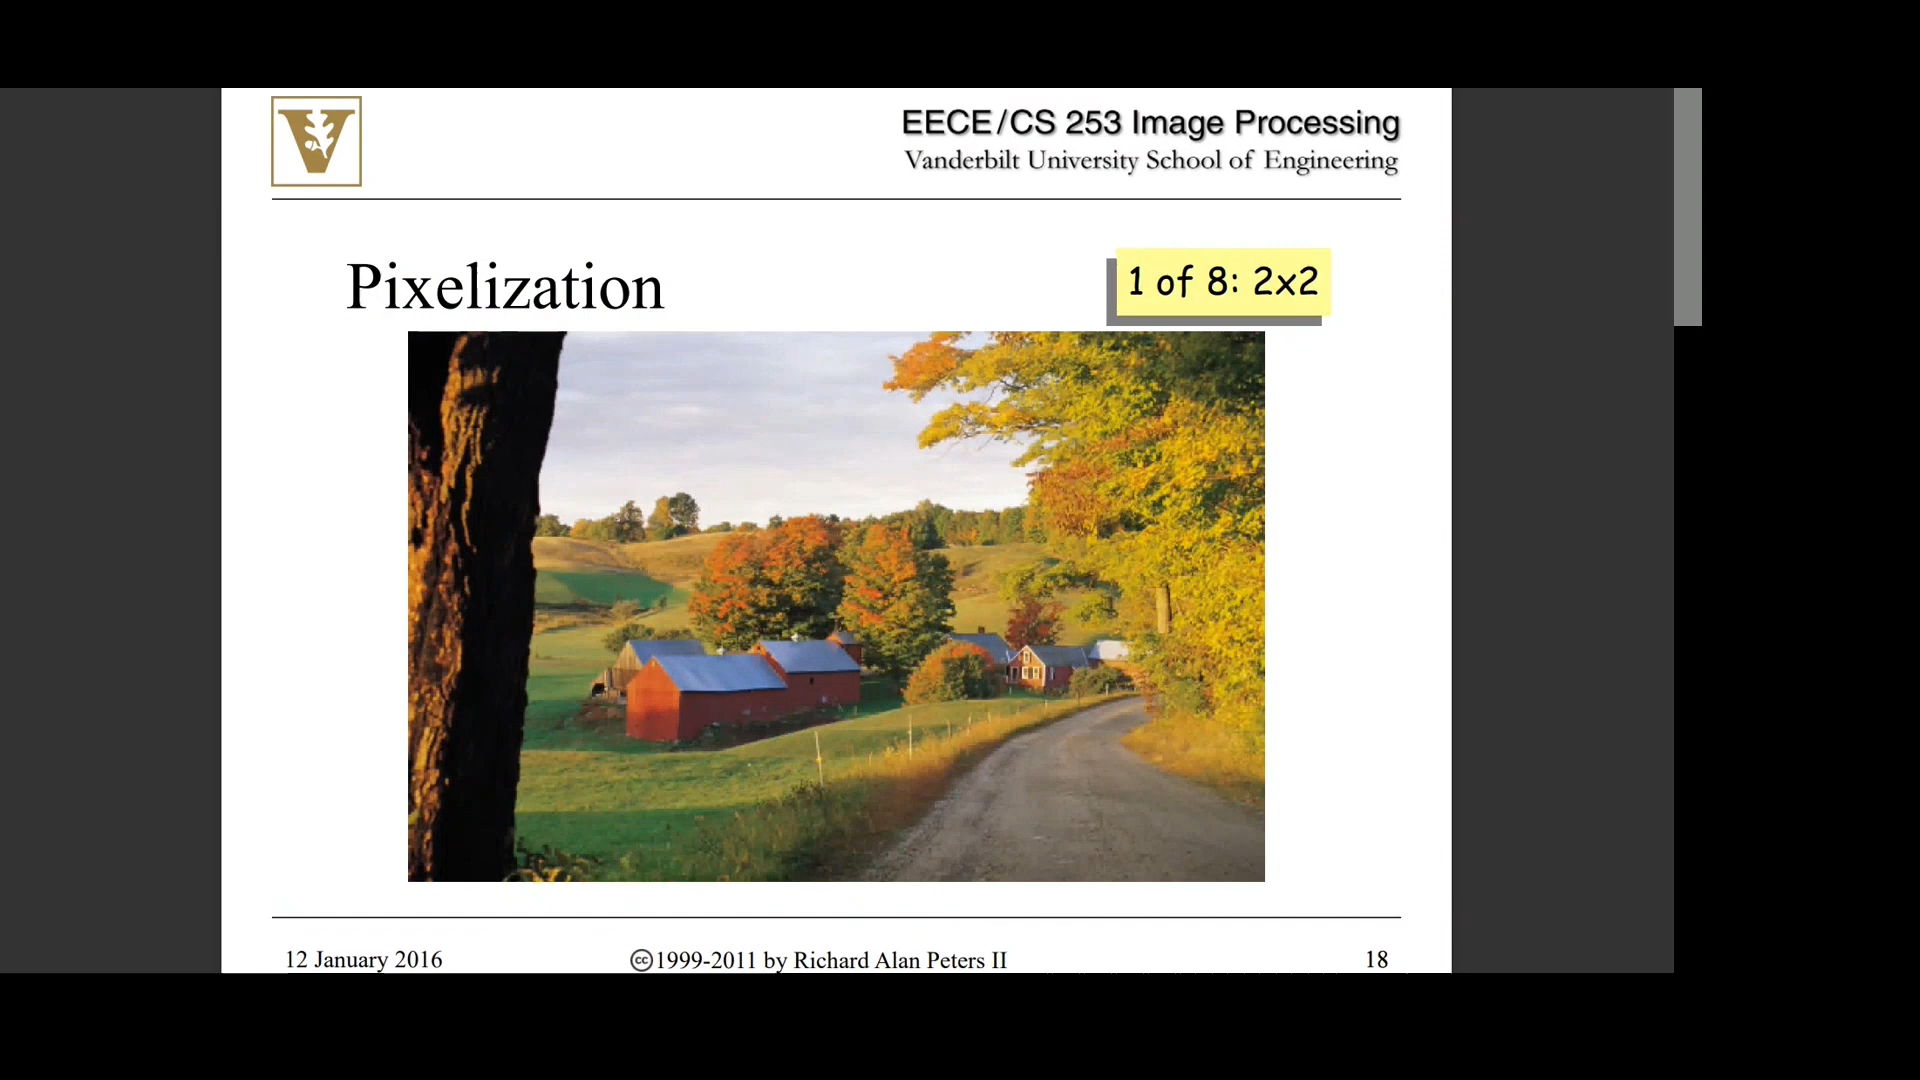 V
EECE/CS 253 Image Processing
Vanderbilt University School of Engineering
Pixelization
1 of 8: 2x2
12 January 2016
cc 1999-2011 by Richard Alan Peters II
18